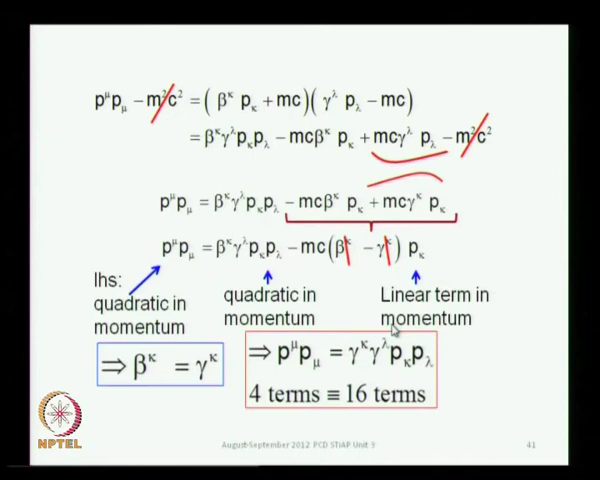 p^μ p_μ − m²c² = ( β^κ p_κ + mc)( γ^λ p_λ − mc)
= β^κ γ^λ p_κ p_λ − mcβ^κ p_κ + mcγ^λ p_λ − m²c²
p^μ p_μ = β^κ γ^λ p_κ p_λ − mcβ^κ p_κ + mcγ^κ p_κ
p^μ p_μ = β^κ γ^λ p_κ p_λ − mc(β^κ − γ^κ) p_κ
lhs:
quadratic in
momentum
quadratic in
momentum
Linear term in
momentum
⇒ β^κ = γ^κ
⇒ p^μ p_μ = γ^κ γ^λ p_κ p_λ
4 terms ≡ 16 terms
NPTEL
August-September 2012 PCD STiAP Unit 3
41